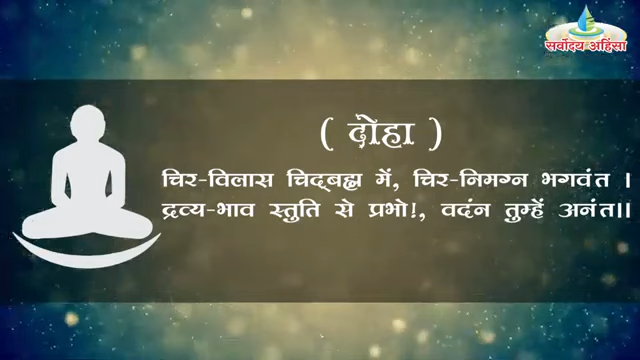 सर्वोदय अहिंसा
( दोहा )
चिर-विलास चिद्ब्रह्म में, चिर-निमग्न भगवंत ।
द्रव्य-भाव स्तुति से प्रभो!, वदंन तुम्हें अनंत।।